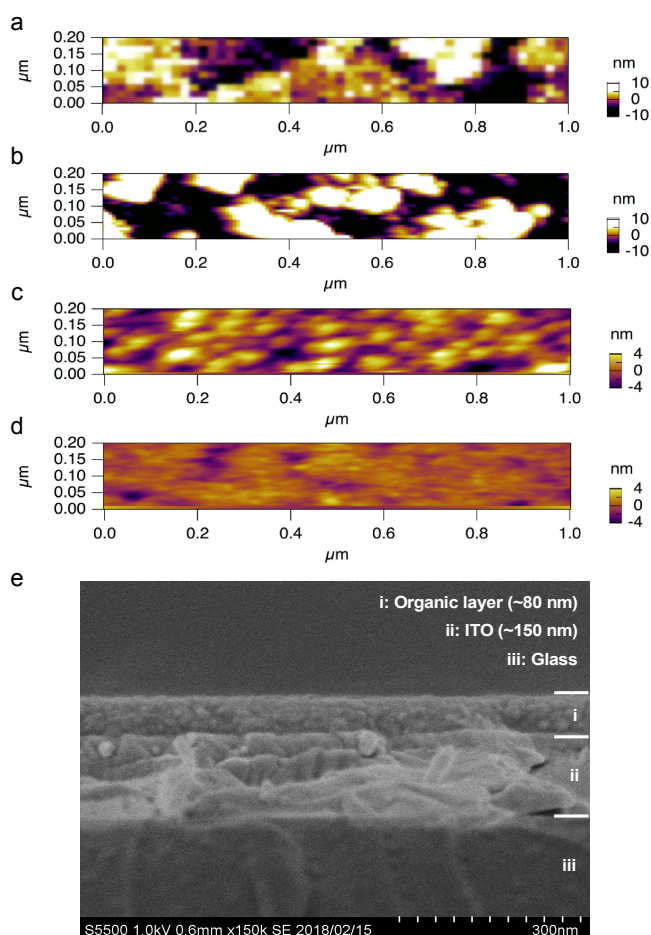 a
0.20
0.15
0.10
0.05
0.00
µm
0.0 0.2 0.4 0.6 0.8 1.0
µm
nm
10
0
-10
b
0.20
0.15
0.10
0.05
0.00
µm
0.0 0.2 0.4 0.6 0.8 1.0
µm
nm
10
0
-10
c
0.20
0.15
0.10
0.05
0.00
µm
0.0 0.2 0.4 0.6 0.8 1.0
µm
nm
4
0
-4
d
0.20
0.15
0.10
0.05
0.00
µm
0.0 0.2 0.4 0.6 0.8 1.0
µm
nm
4
0
-4
e
i: Organic layer (~80 nm)
ii: ITO (~150 nm)
iii: Glass
i
ii
iii
S5500 1.0kV 0.6mm x150k SE 2018/02/15 300nm